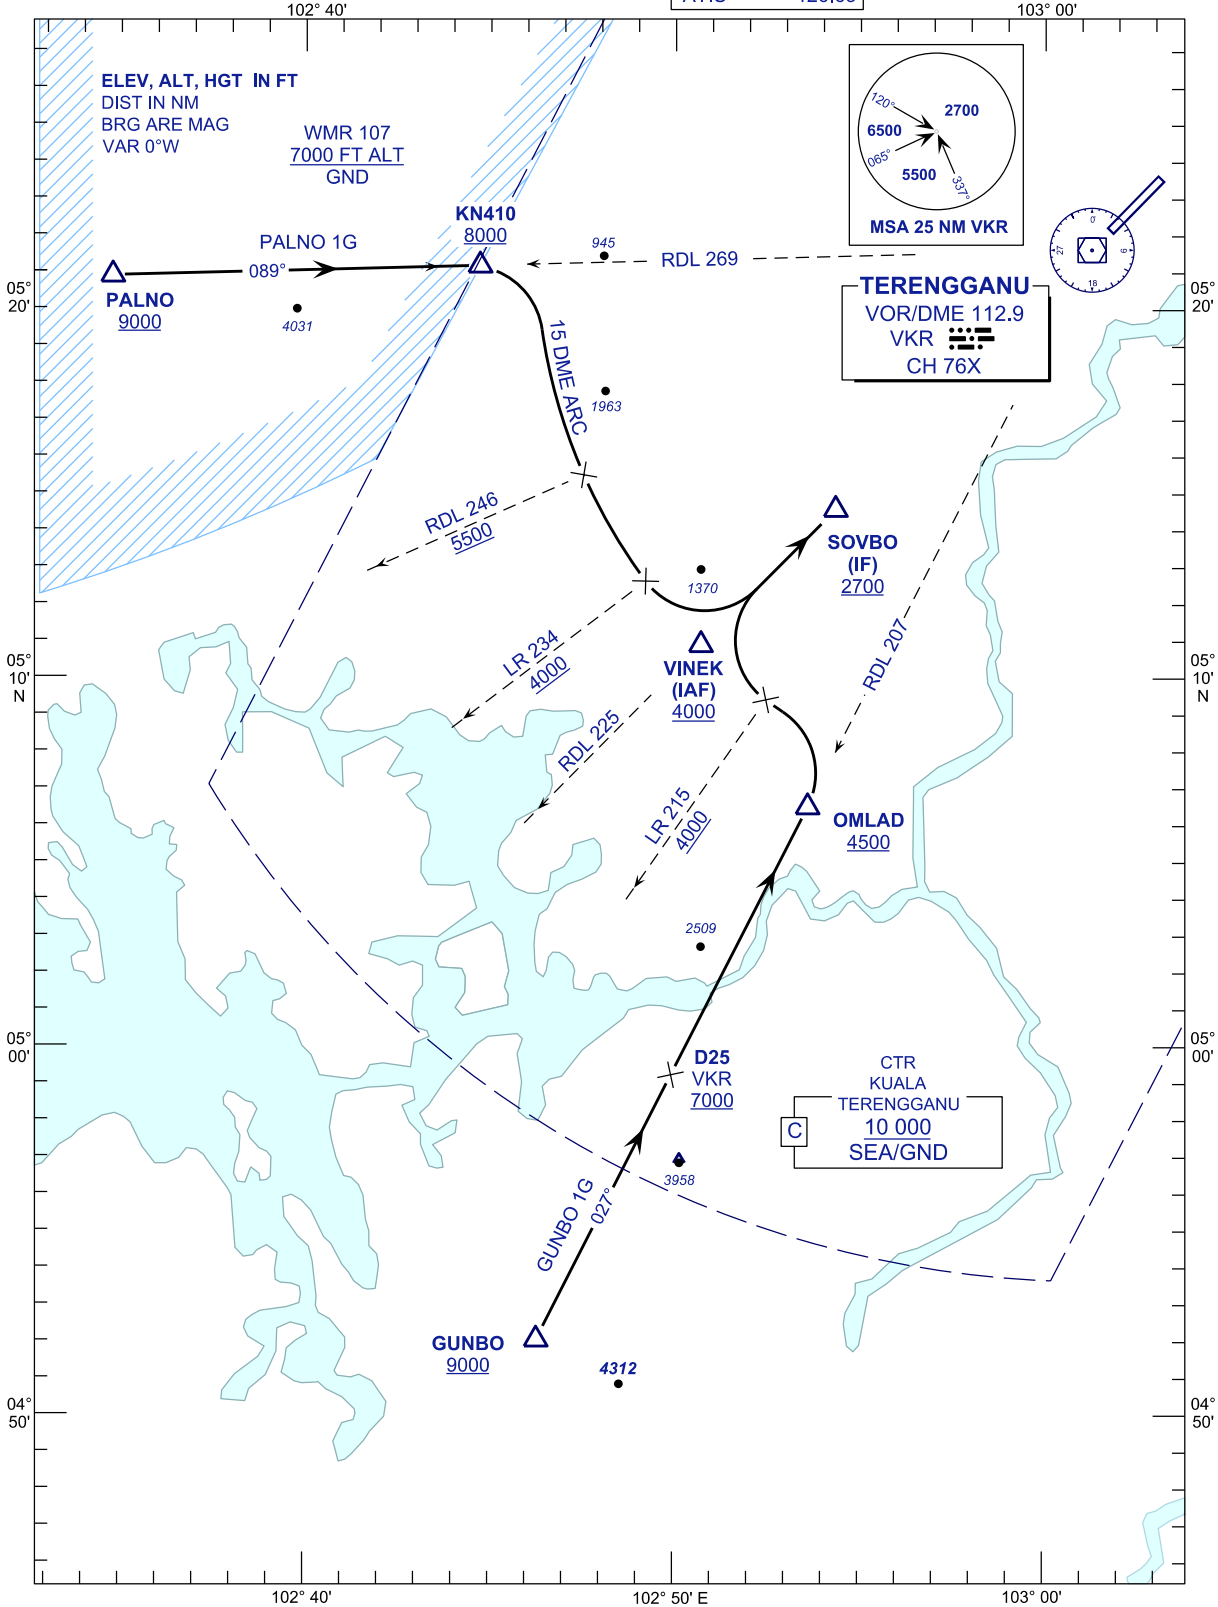 102° 40'
103° 00'
ELEV, ALT, HGT IN FT
DIST IN NM
BRG ARE MAG
VAR 0°W
WMR 107
7000 FT ALT
GND
120°
2700
6500
065°
5500
337°
MSA 25 NM VKR
KN410
8000
PALNO 1G
089°
945
RDL 269
0
9
18
27
PALNO
9000
4031
TERENGGANU
VOR/DME 112.9
VKR
CH 76X
05°
20'
05°
20'
15 DME ARC
1963
RDL 246
5500
SOVBO
(IF)
2700
1370
LR 234
4000
VINEK
(IAF)
4000
RDL 207
05°
10'
N
05°
10'
N
RDL 225
LR 215
4000
OMLAD
4500
2509
D25
VKR
7000
05°
00'
05°
00'
CTR
KUALA
TERENGGANU
C
10 000
SEA/GND
3958
GUNBO 1G
027°
GUNBO
9000
4312
04°
50'
04°
50'
102° 40'
102° 50' E
103° 00'